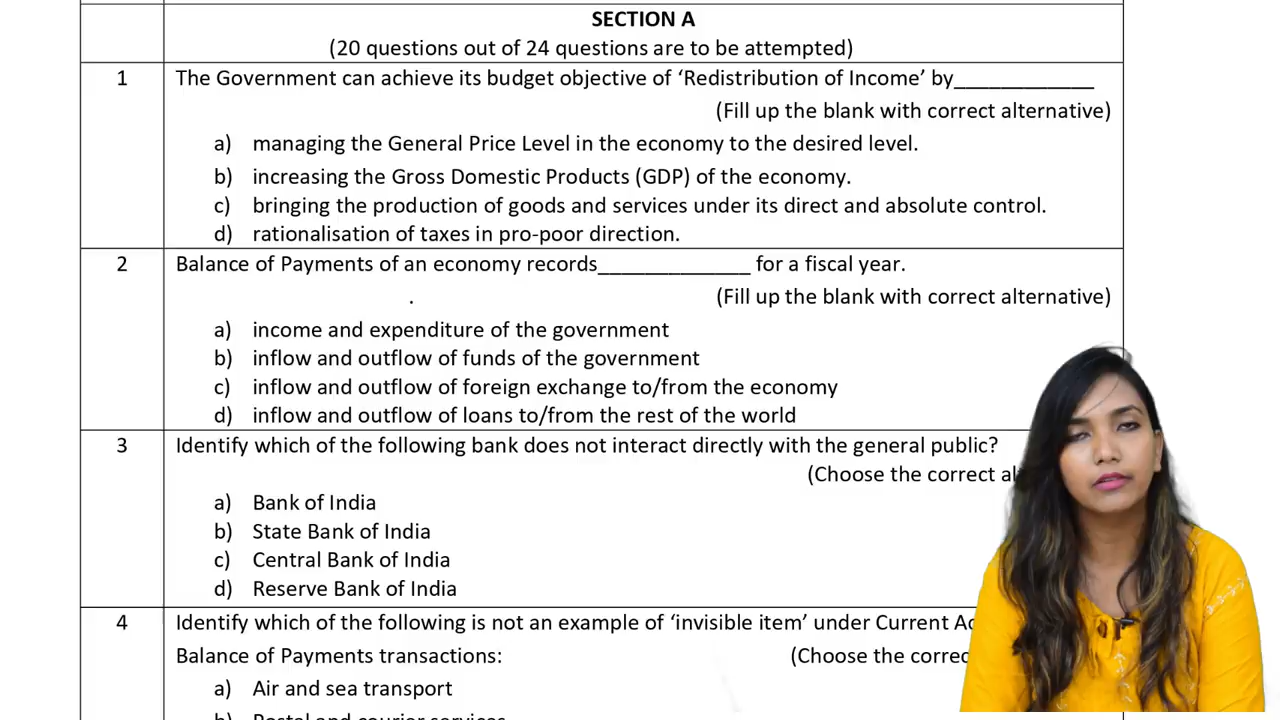 SECTION A
(20 questions out of 24 questions are to be attempted)
1 The Government can achieve its budget objective of ‘Redistribution of Income’ by____________
(Fill up the blank with correct alternative)
a) managing the General Price Level in the economy to the desired level.
b) increasing the Gross Domestic Products (GDP) of the economy.
c) bringing the production of goods and services under its direct and absolute control.
d) rationalisation of taxes in pro-poor direction.
2 Balance of Payments of an economy records_____________ for a fiscal year.
. (Fill up the blank with correct alternative)
a) income and expenditure of the government
b) inflow and outflow of funds of the government
c) inflow and outflow of foreign exchange to/from the economy
d) inflow and outflow of loans to/from the rest of the world
3 Identify which of the following bank does not interact directly with the general public?
(Choose the correct
a) Bank of India
b) State Bank of India
c) Central Bank of India
d) Reserve Bank of India
4 Identify which of the following is not an example of ‘invisible item’ under Current
Balance of Payments transactions: (Choose the
a) Air and sea transport
b) Postal and courier services